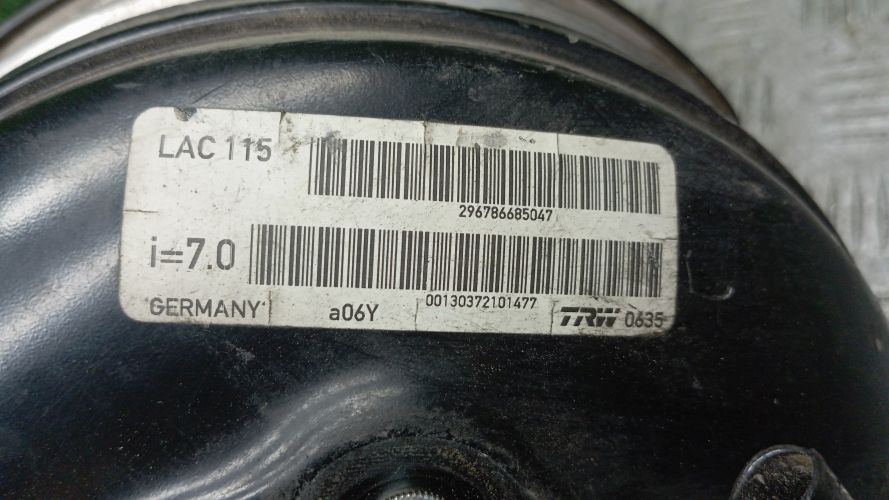 LAC 115
296786685047
i=7.0
00130372101477
GERMANY a06Y TRW 0635